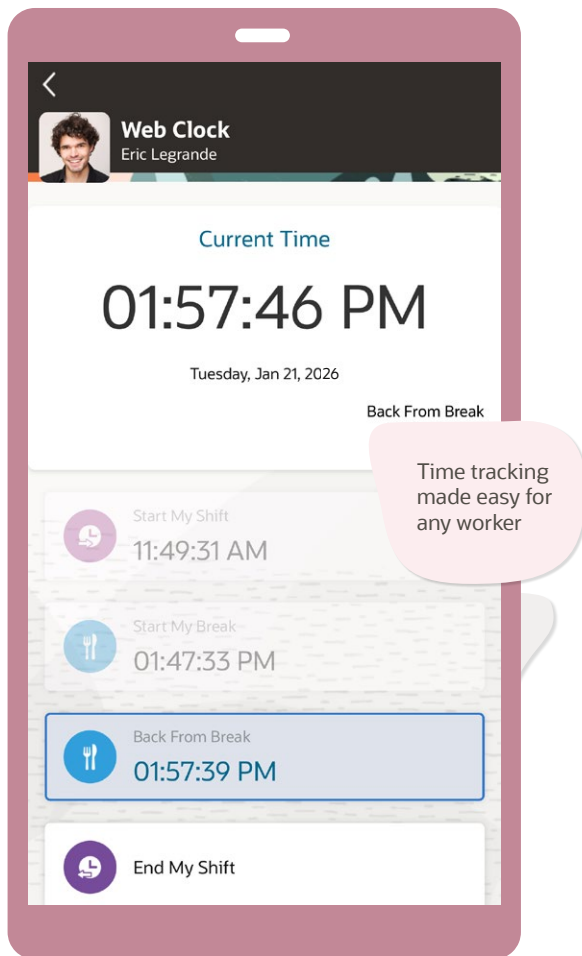 Web Clock
Eric Legrande
Current Time
01:57:46 PM
Tuesday, Jan 21, 2026
Back From Break
Time tracking
made easy for
any worker
Start My Shift
11:49:31 AM
Start My Break
01:47:33 PM
Back From Break
01:57:39 PM
End My Shift